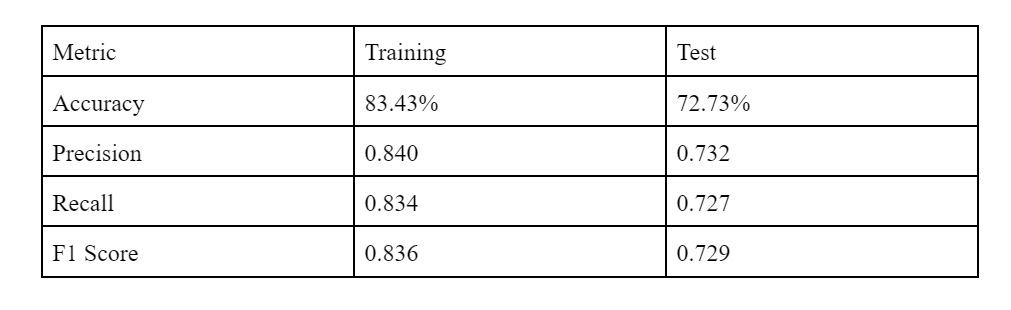 Metric Training Test
Accuracy 83.43% 72.73%
Precision 0.840 0.732
Recall 0.834 0.727
F1 Score 0.836 0.729